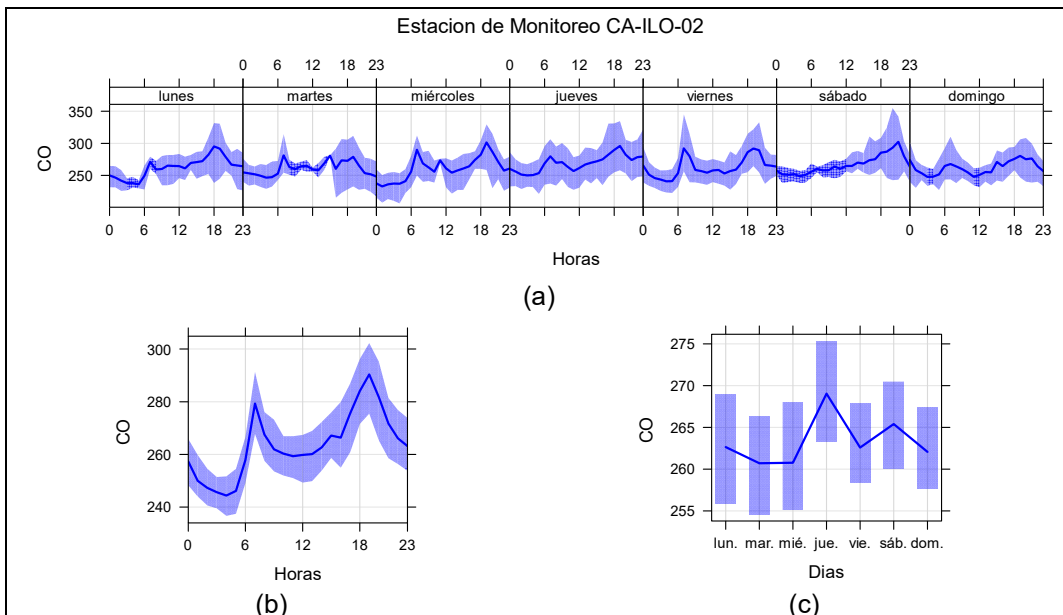 Estacion de Monitoreo CA-ILO-02
0 6 12 18 23 0 6 12 18 23 0 6 12 18 23
lunes martes miércoles jueves viernes sábado domingo
350
300
250
CO
0 6 12 18 23 0 6 12 18 23 0 6 12 18 23 0 6 12 18 23
Horas
(a)
300
280
260
240
CO
0 6 12 18 23
Horas
(b)
275
270
265
260
255
CO
lun. mar. mié. jue. vie. sáb. dom.
Dias
(c)